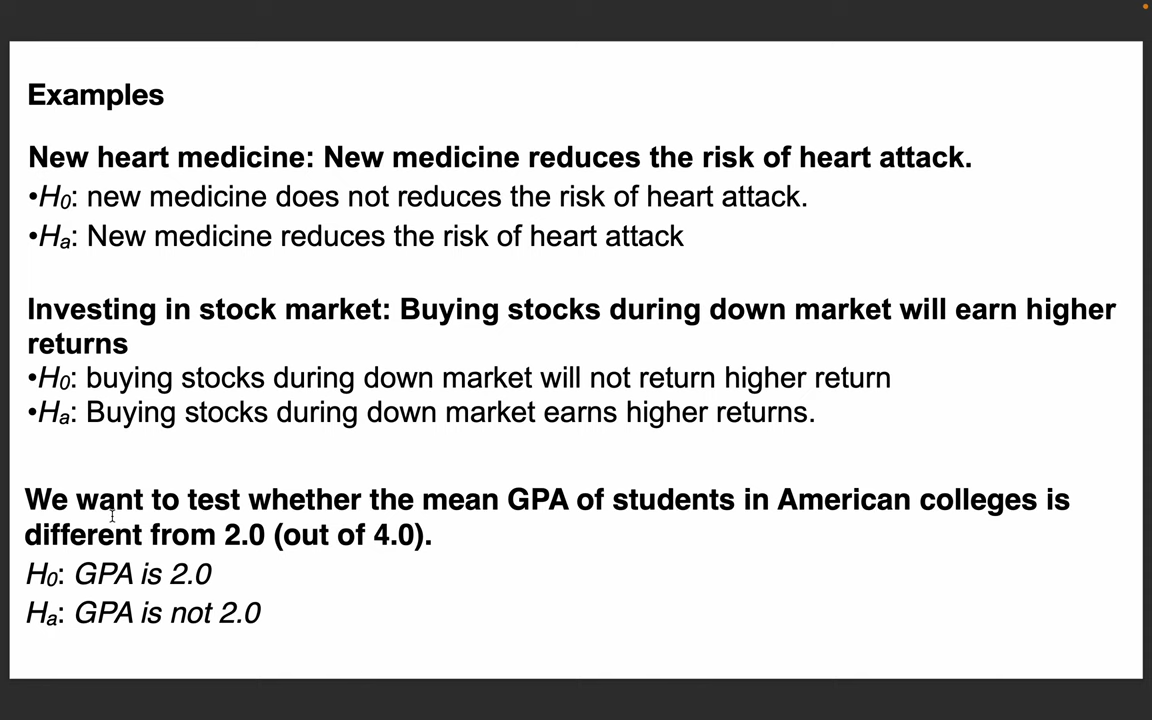 Examples
New heart medicine: New medicine reduces the risk of heart attack.
•H₀: new medicine does not reduces the risk of heart attack.
•Hₐ: New medicine reduces the risk of heart attack
Investing in stock market: Buying stocks during down market will earn higher
returns
•H₀: buying stocks during down market will not return higher return
•Hₐ: Buying stocks during down market earns higher returns.
We want to test whether the mean GPA of students in American colleges is
different from 2.0 (out of 4.0).
H₀: GPA is 2.0
Hₐ: GPA is not 2.0